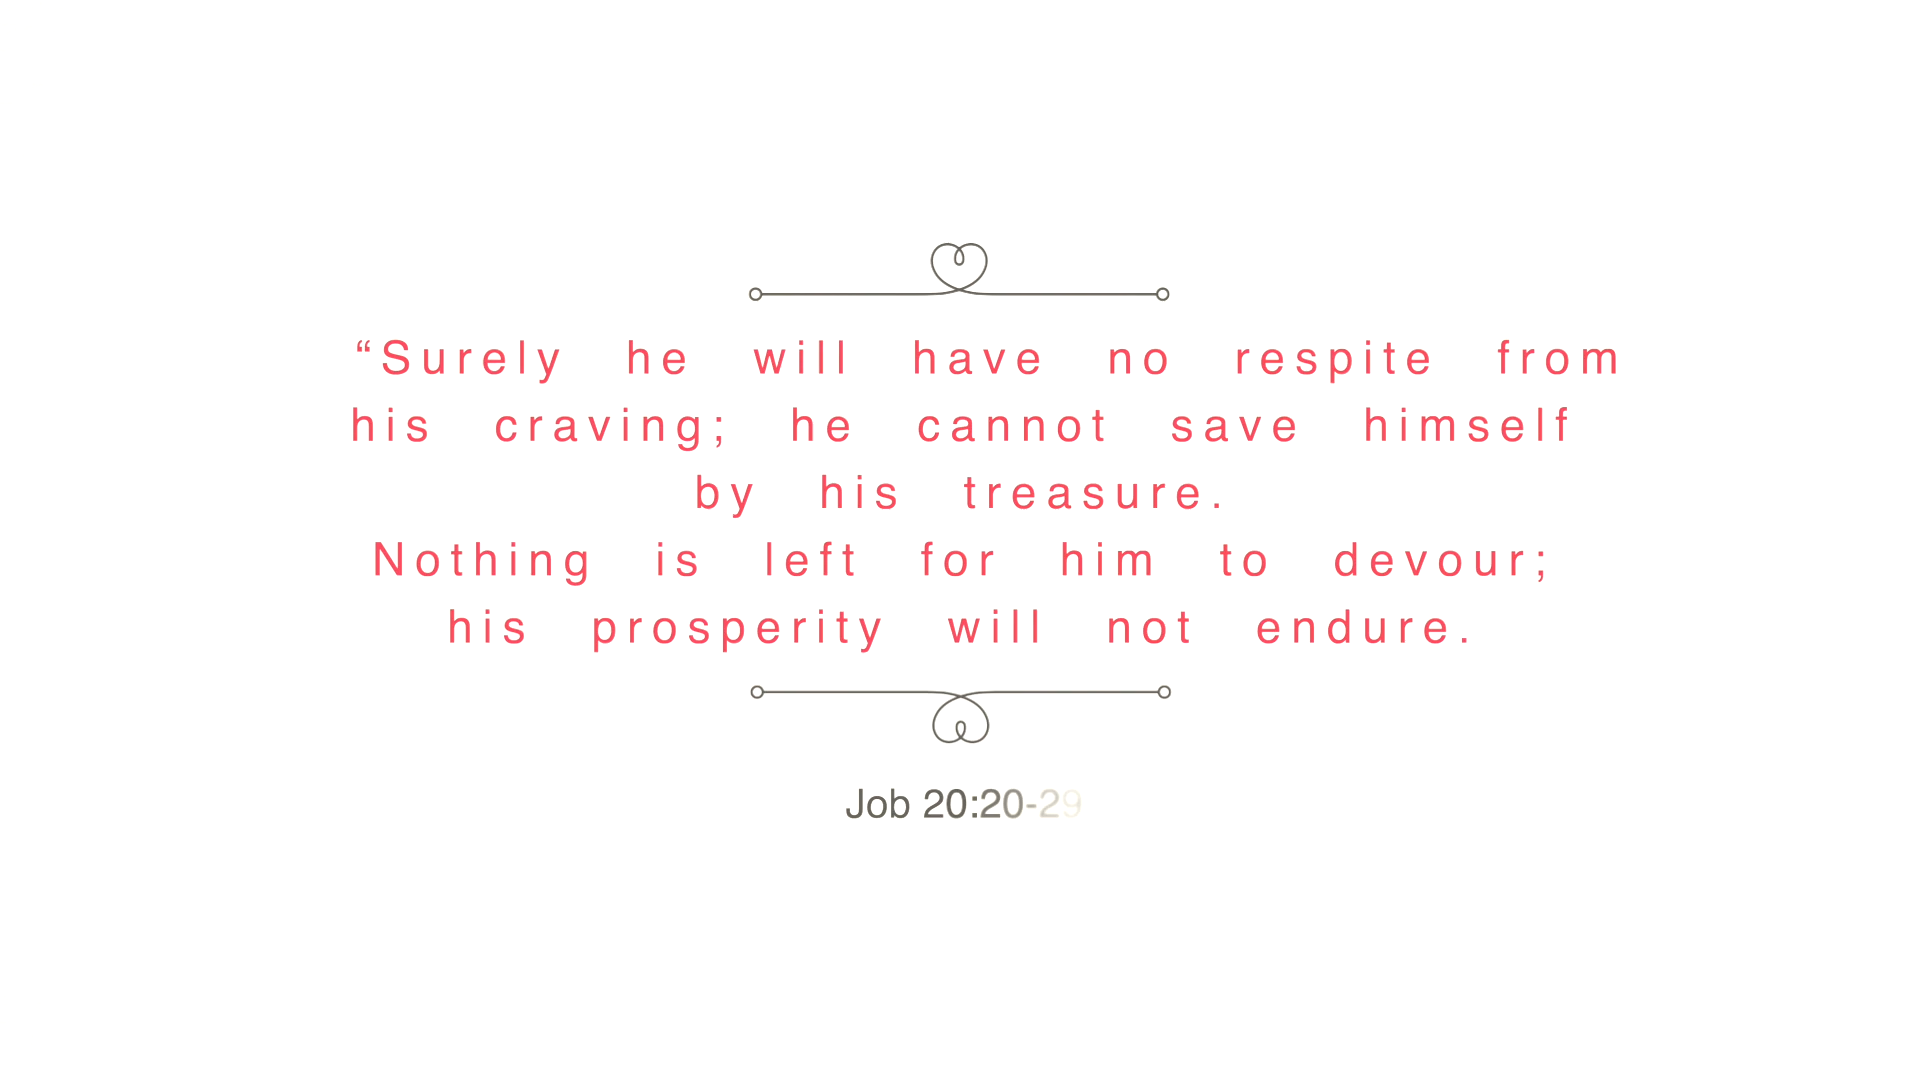 “Surely he will have no respite from
his craving; he cannot save himself
by his treasure.
Nothing is left for him to devour;
his prosperity will not endure.
Job 20:20-29